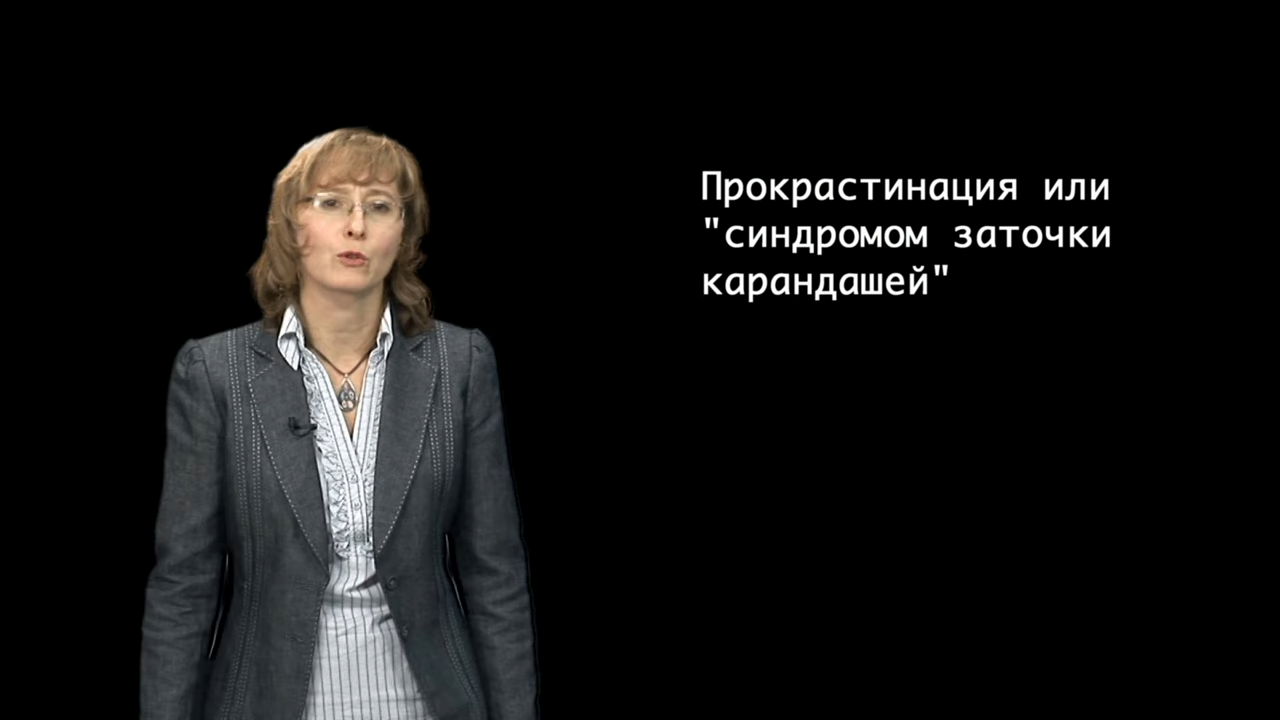 Прокрастинация или
"синдромом заточки
карандашей"